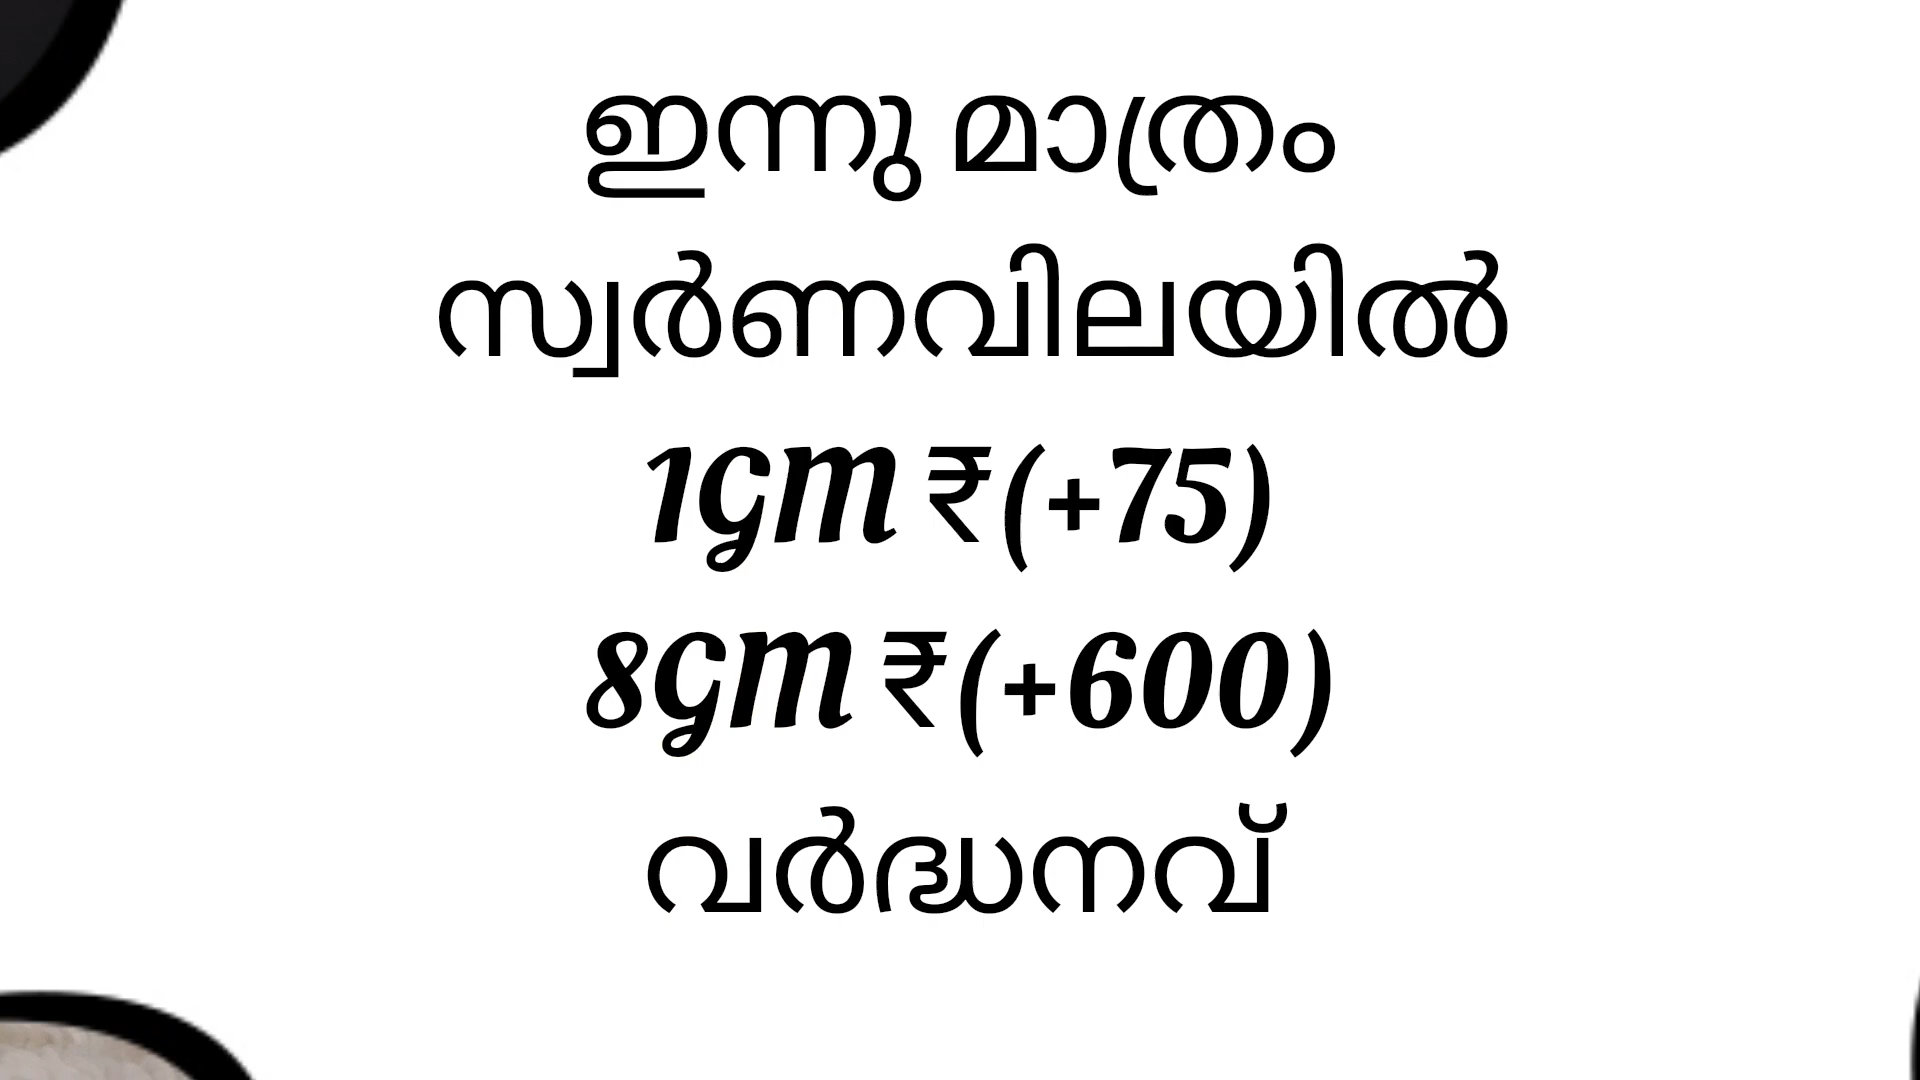 ഇന്നു മാത്രം
സ്വർണവിലയിൽ
1GM ₹(+75)
8GM ₹(+600)
വർദ്ധനവ്